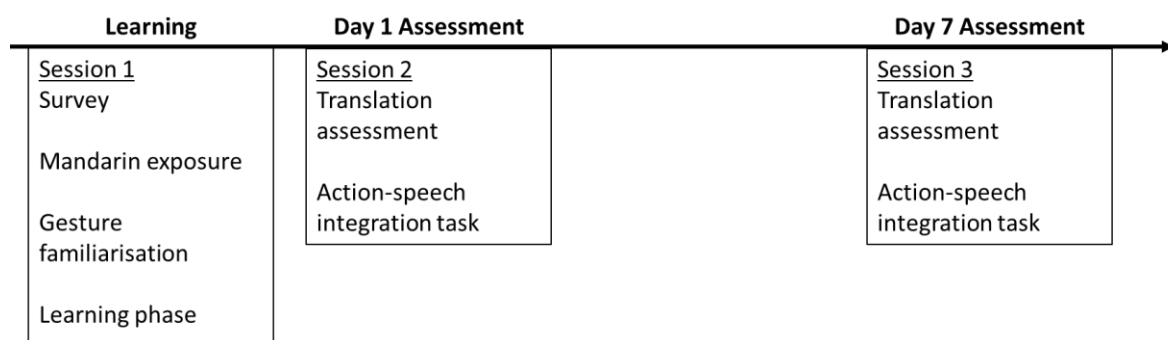 Learning
Day 1 Assessment
Day 7 Assessment
Session 1
Survey
Mandarin exposure
Gesture
familiarisation
Learning phase
Session 2
Translation
assessment
Action-speech
integration task
Session 3
Translation
assessment
Action-speech
integration task